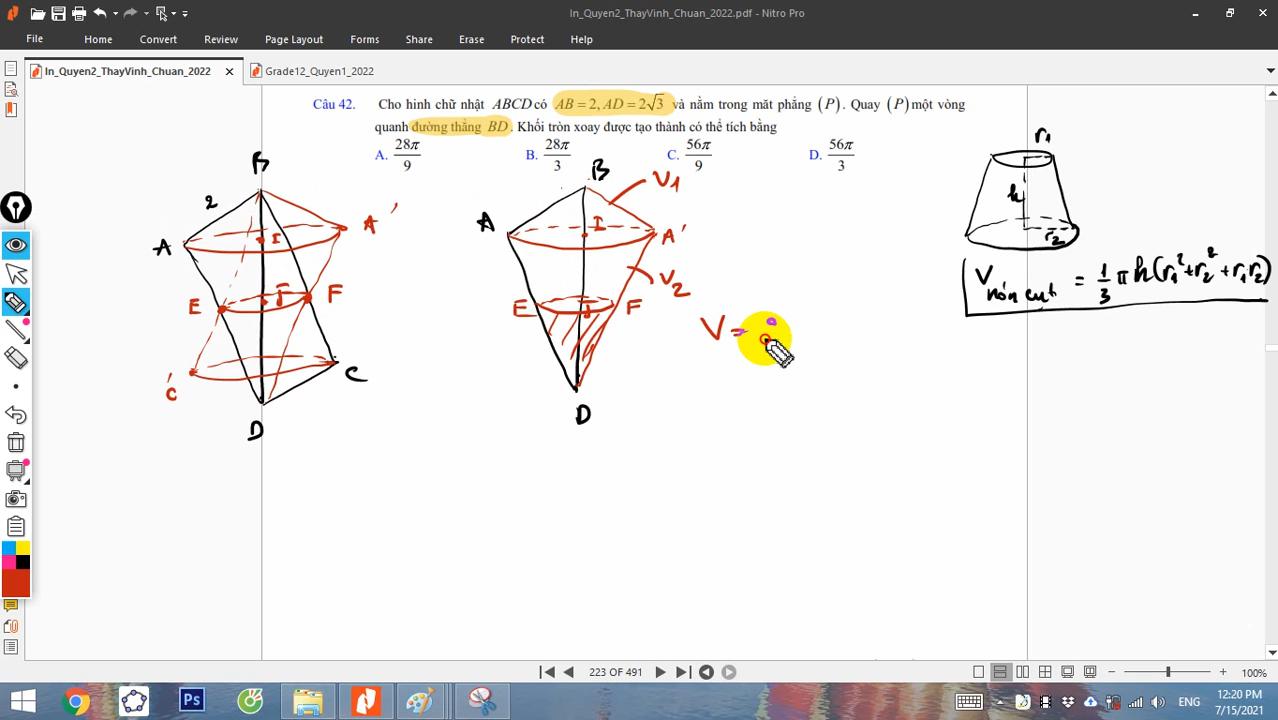 In_Quyen2_ThayVinh_Chuan_2022.pdf - Nitro Pro
File Home Convert Review Page Layout Forms Share Erase Protect Help
In_Quyen2_ThayVinh_Chuan_2022 Grade12_Quyen1_2022
Câu 42. Cho hình chữ nhật ABCD có AB = 2, AD = 2√3 và nằm trong măt phẳng (P). Quay (P) một vòng
quanh đường thẳng BD. Khối tròn xoay được tạo thành có thể tích bằng
A. 28π/9 B. 28π/3 C. 56π/9 D. 56π/3
B
2
A
A'
I
E
J
F
C'
C
D
B
V1
A
I
A'
V2
E
J
F
D
V =
r1
h
r2
V nón cụt = 1/3 π h(r1² + r2² + r1r2)
223 OF 491
100%
Ps
ENG
12:20 PM
7/15/2021